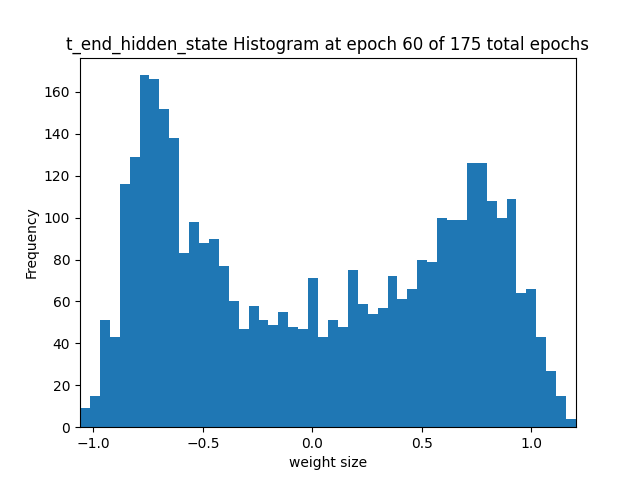 t_end_hidden_state Histogram at epoch 60 of 175 total epochs
Frequency
160
140
120
100
80
60
40
20
0
−1.0 −0.5 0.0 0.5 1.0
weight size